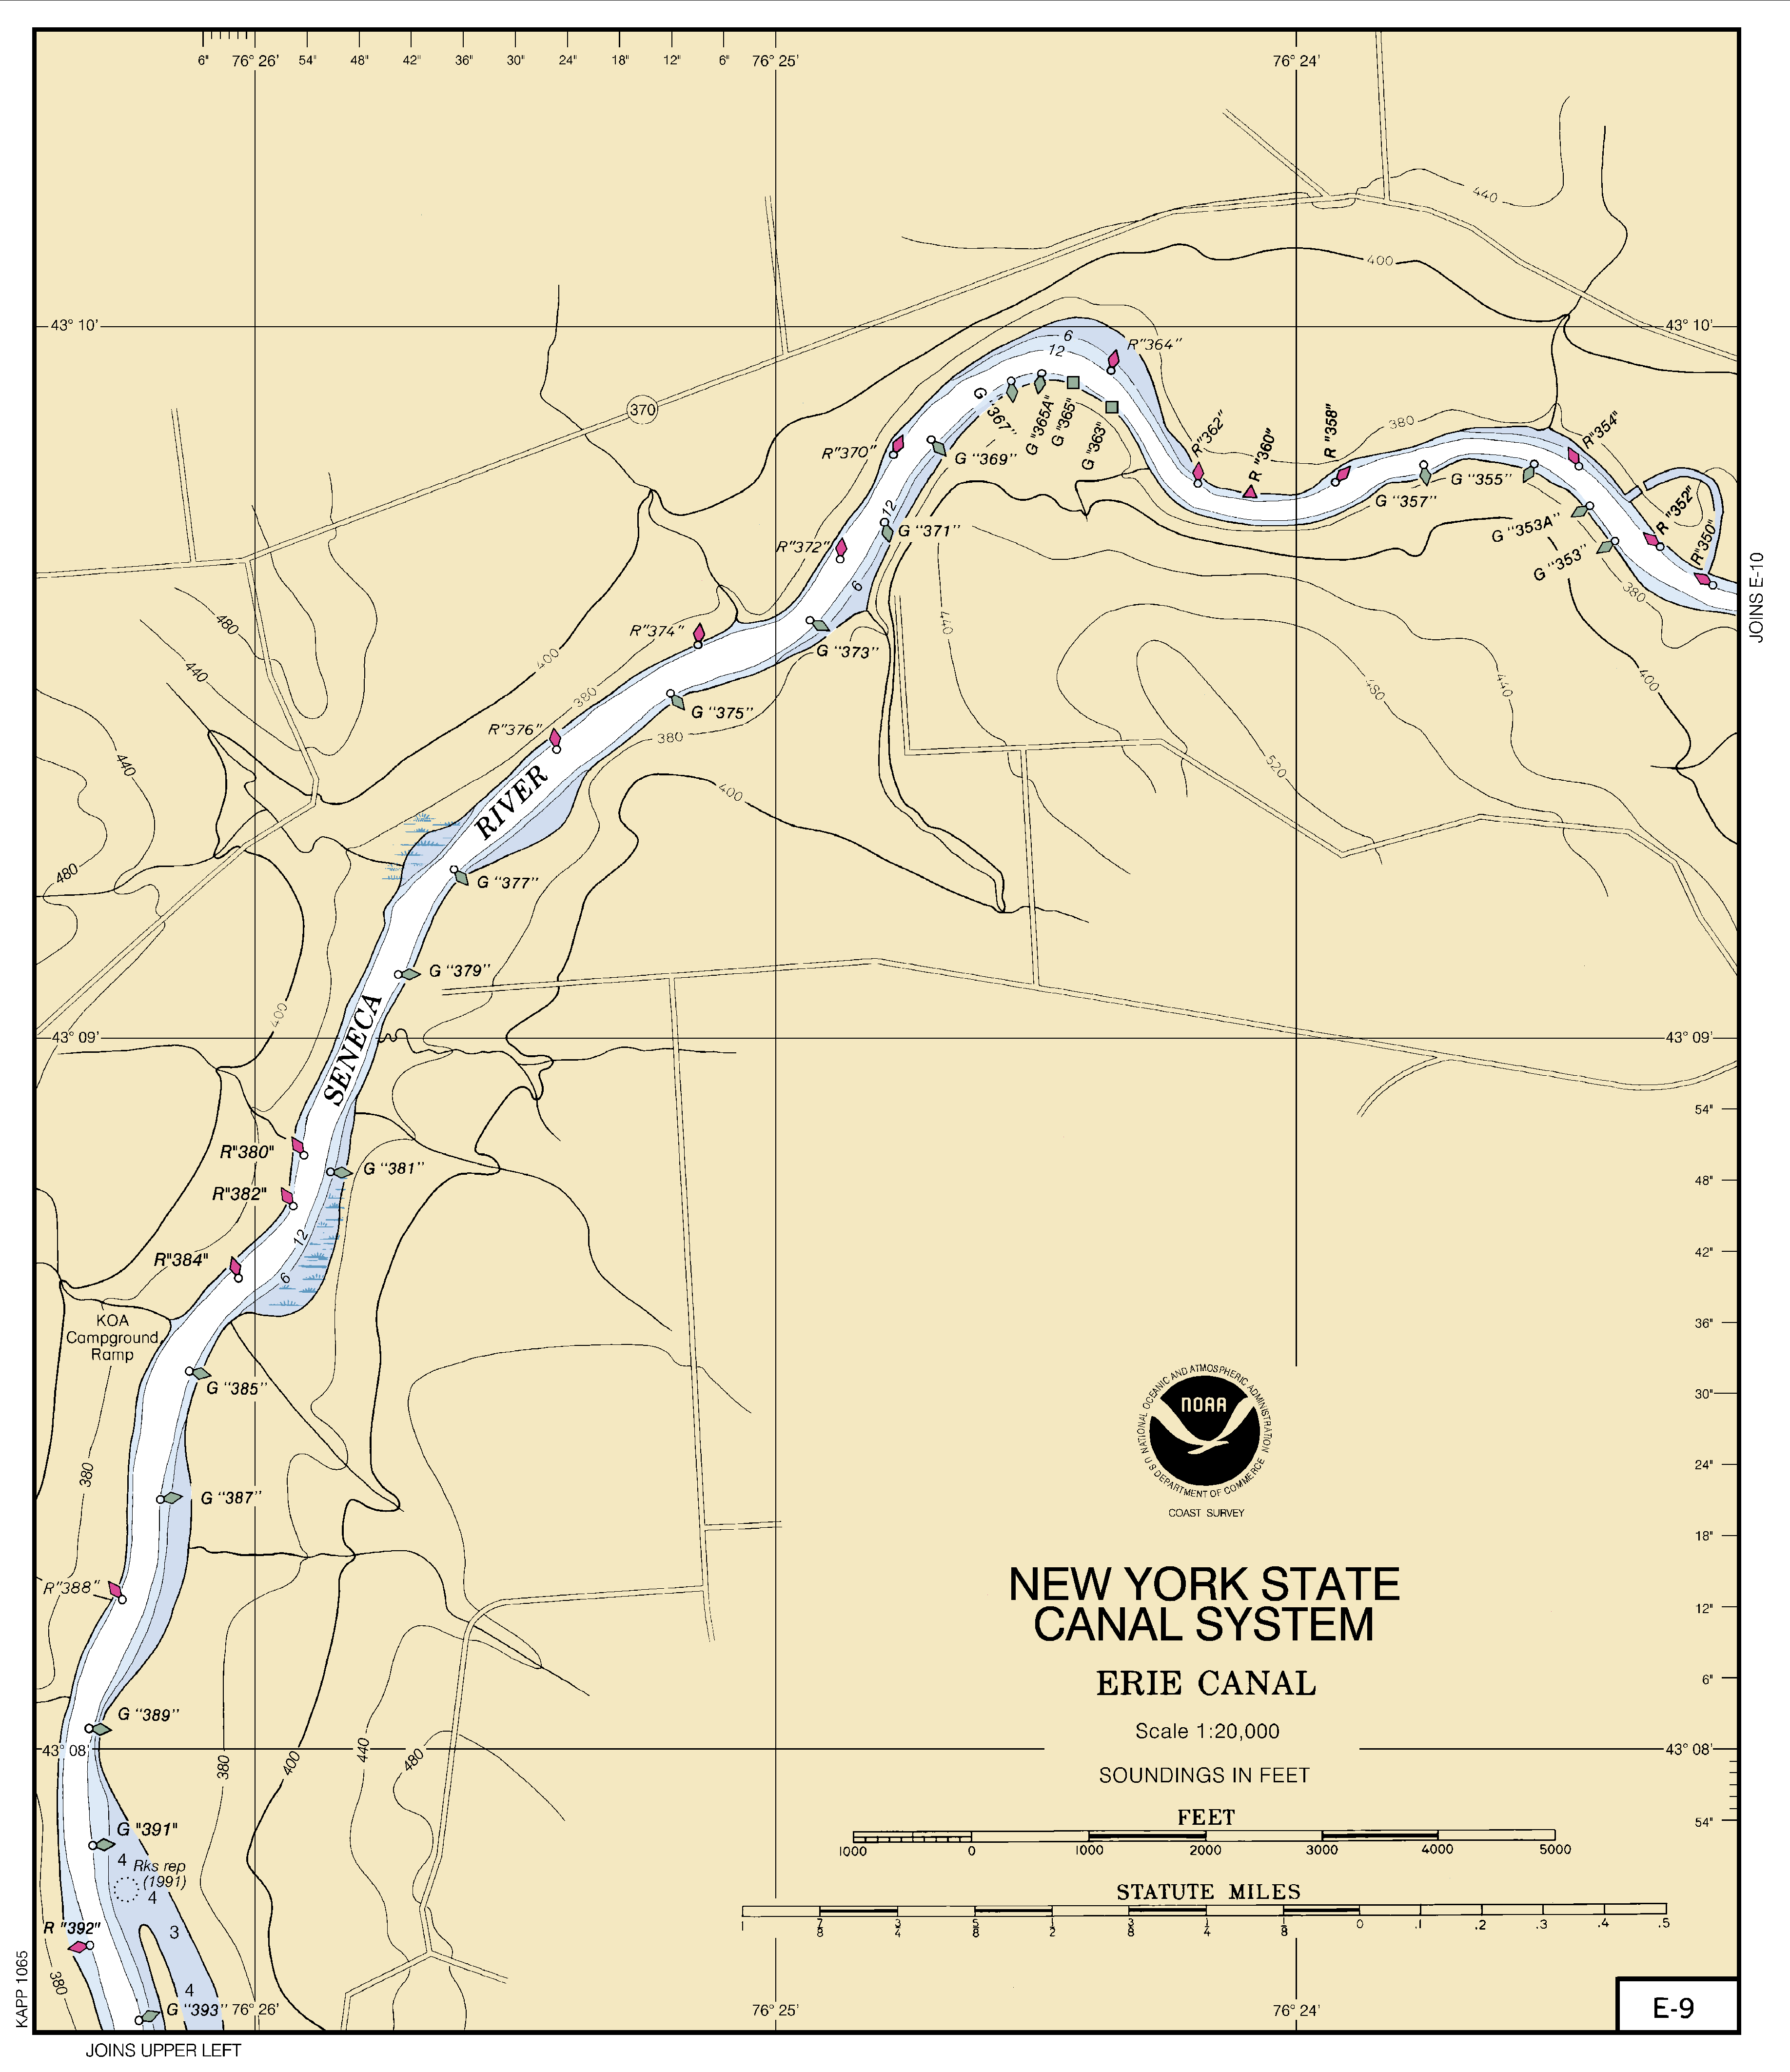 6" 76° 26' 54" 48" 42" 36" 30" 24" 18" 12" 6" 76° 25' 76° 24'
440
400
43° 10' 43° 10'
6
12
R"364"
370
380
R"354"
R"362"
R "360"
R "358"
G "367"
G "365A"
G "365"
G "363"
R"370"
G "369"
G "357"
G "355"
R "352"
R"350"
G "353A"
G "353"
12
G "371"
R"372"
6
380
JOINS E-10
480
440
R"374"
G "373"
440
400
380
400
480
440
G "375"
R"376"
380
440
520
400
RIVER
480
G "377"
G "379"
400
SENECA
43° 09' 43° 09'
54"
R"380"
G "381"
48"
R"382"
12
42"
R"384"
6
KOA
Campground
Ramp
36"
G "385"
30"
NATIONAL OCEANIC AND ATMOSPHERIC ADMINISTRATION
NOAA
U S DEPARTMENT OF COMMERCE
COAST SURVEY
380
24"
G "387"
18"
R"388"
12"
NEW YORK STATE
CANAL SYSTEM
ERIE CANAL
6"
G "389"
Scale 1:20,000
43° 08' 43° 08'
380
400
440
480
SOUNDINGS IN FEET
FEET
1000 0 1000 2000 3000 4000 5000
54"
G "391"
4
Rks rep
(1991)
4
STATUTE MILES
1 7/8 3/4 5/8 1/2 3/8 1/4 1/8 0 .1 .2 .3 .4 .5
R "392"
3
380
4
G "393" 76° 26' 76° 25' 76° 24'
E-9
KAPP 1065
JOINS UPPER LEFT